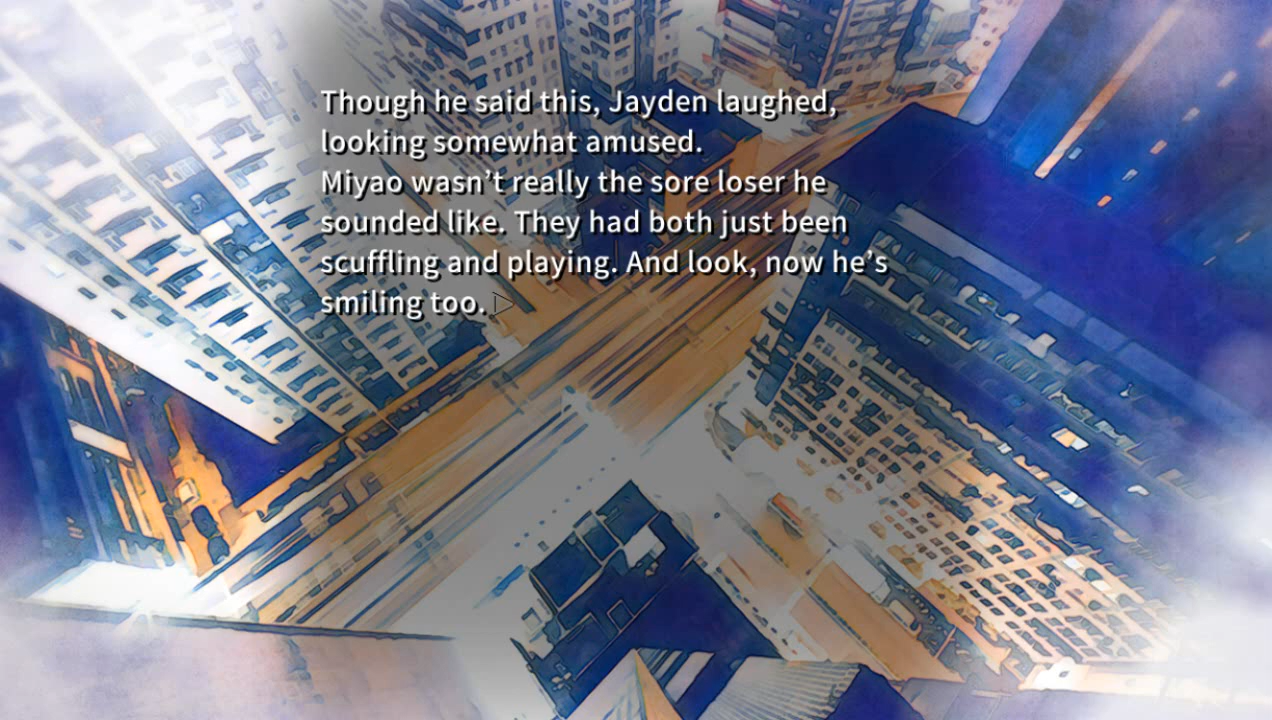 Though he said this, Jayden laughed,
looking somewhat amused.
Miyao wasn’t really the sore loser he
sounded like. They had both just been
scuffling and playing. And look, now he’s
smiling too.